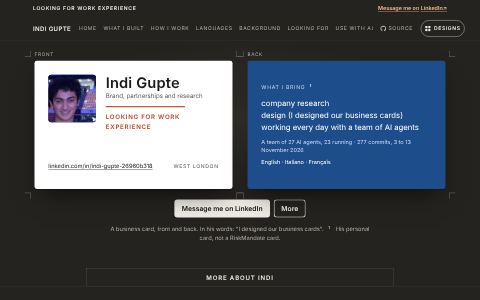 LOOKING FOR WORK EXPERIENCE
Message me on LinkedIn
INDI GUPTE HOME WHAT I BUILT HOW I WORK LANGUAGES BACKGROUND LOOKING FOR USE WITH AI SOURCE DESIGNS
FRONT
Indi Gupte
Brand, partnerships and research
LOOKING FOR WORK
EXPERIENCE
linkedin.com/in/indi-gupte-26960b318 WEST LONDON
BACK
WHAT I BRING
company research
design (I designed our business cards)
working every day with a team of AI agents
A team of 27 AI agents, 23 running · 277 commits, 3 to 13
November 2026
English · Italiano · Français
Message me on LinkedIn More
A business card, front and back. In his words: "I designed our business cards". 1 His personal
card, not a RiskMandate card.
MORE ABOUT INDI